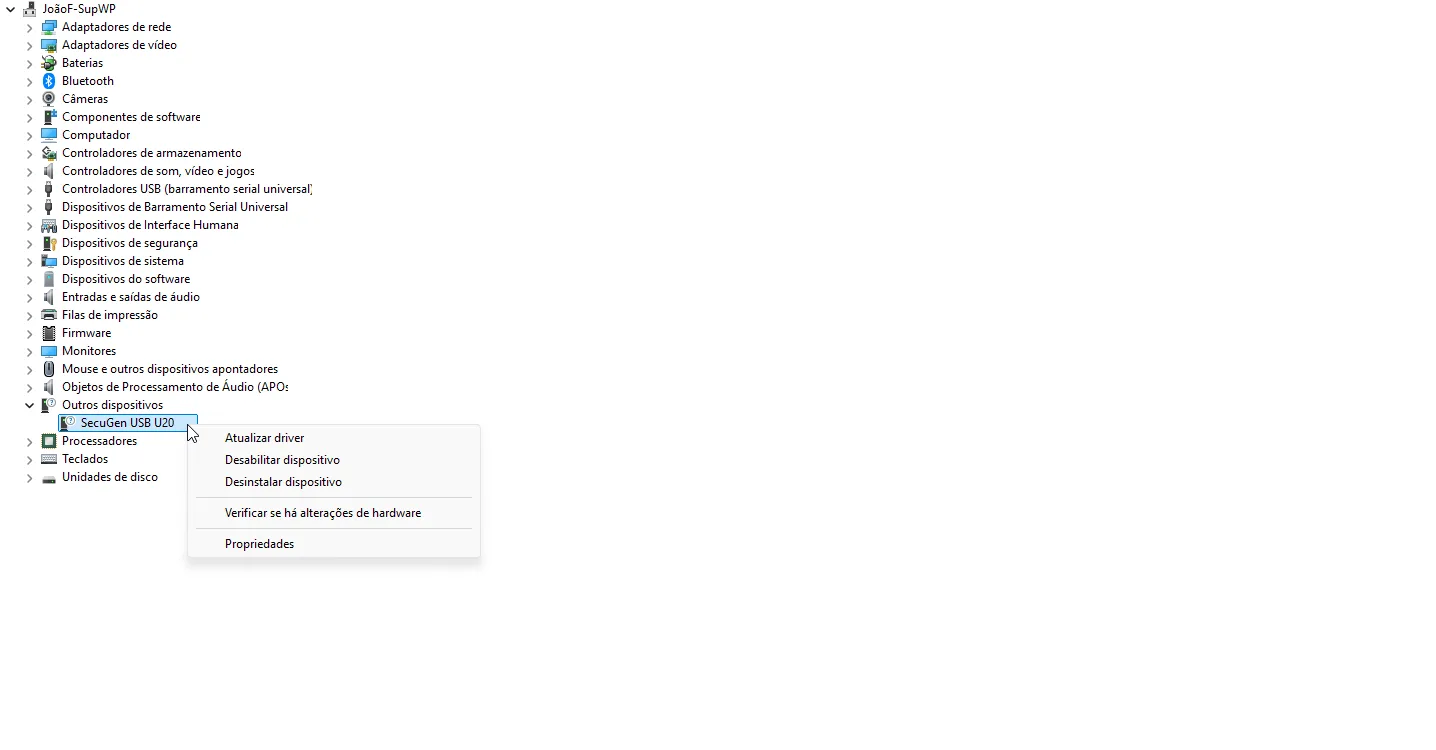 JoãoF-SupWP
Adaptadores de rede
Adaptadores de vídeo
Baterias
Bluetooth
Câmeras
Componentes de software
Computador
Controladores de armazenamento
Controladores de som, vídeo e jogos
Controladores USB (barramento serial universal)
Dispositivos de Barramento Serial Universal
Dispositivos de Interface Humana
Dispositivos de segurança
Dispositivos de sistema
Dispositivos do software
Entradas e saídas de áudio
Filas de impressão
Firmware
Monitores
Mouse e outros dispositivos apontadores
Objetos de Processamento de Áudio (APOs
Outros dispositivos
SecuGen USB U20
Processadores
Teclados
Unidades de disco
Atualizar driver
Desabilitar dispositivo
Desinstalar dispositivo
Verificar se há alterações de hardware
Propriedades